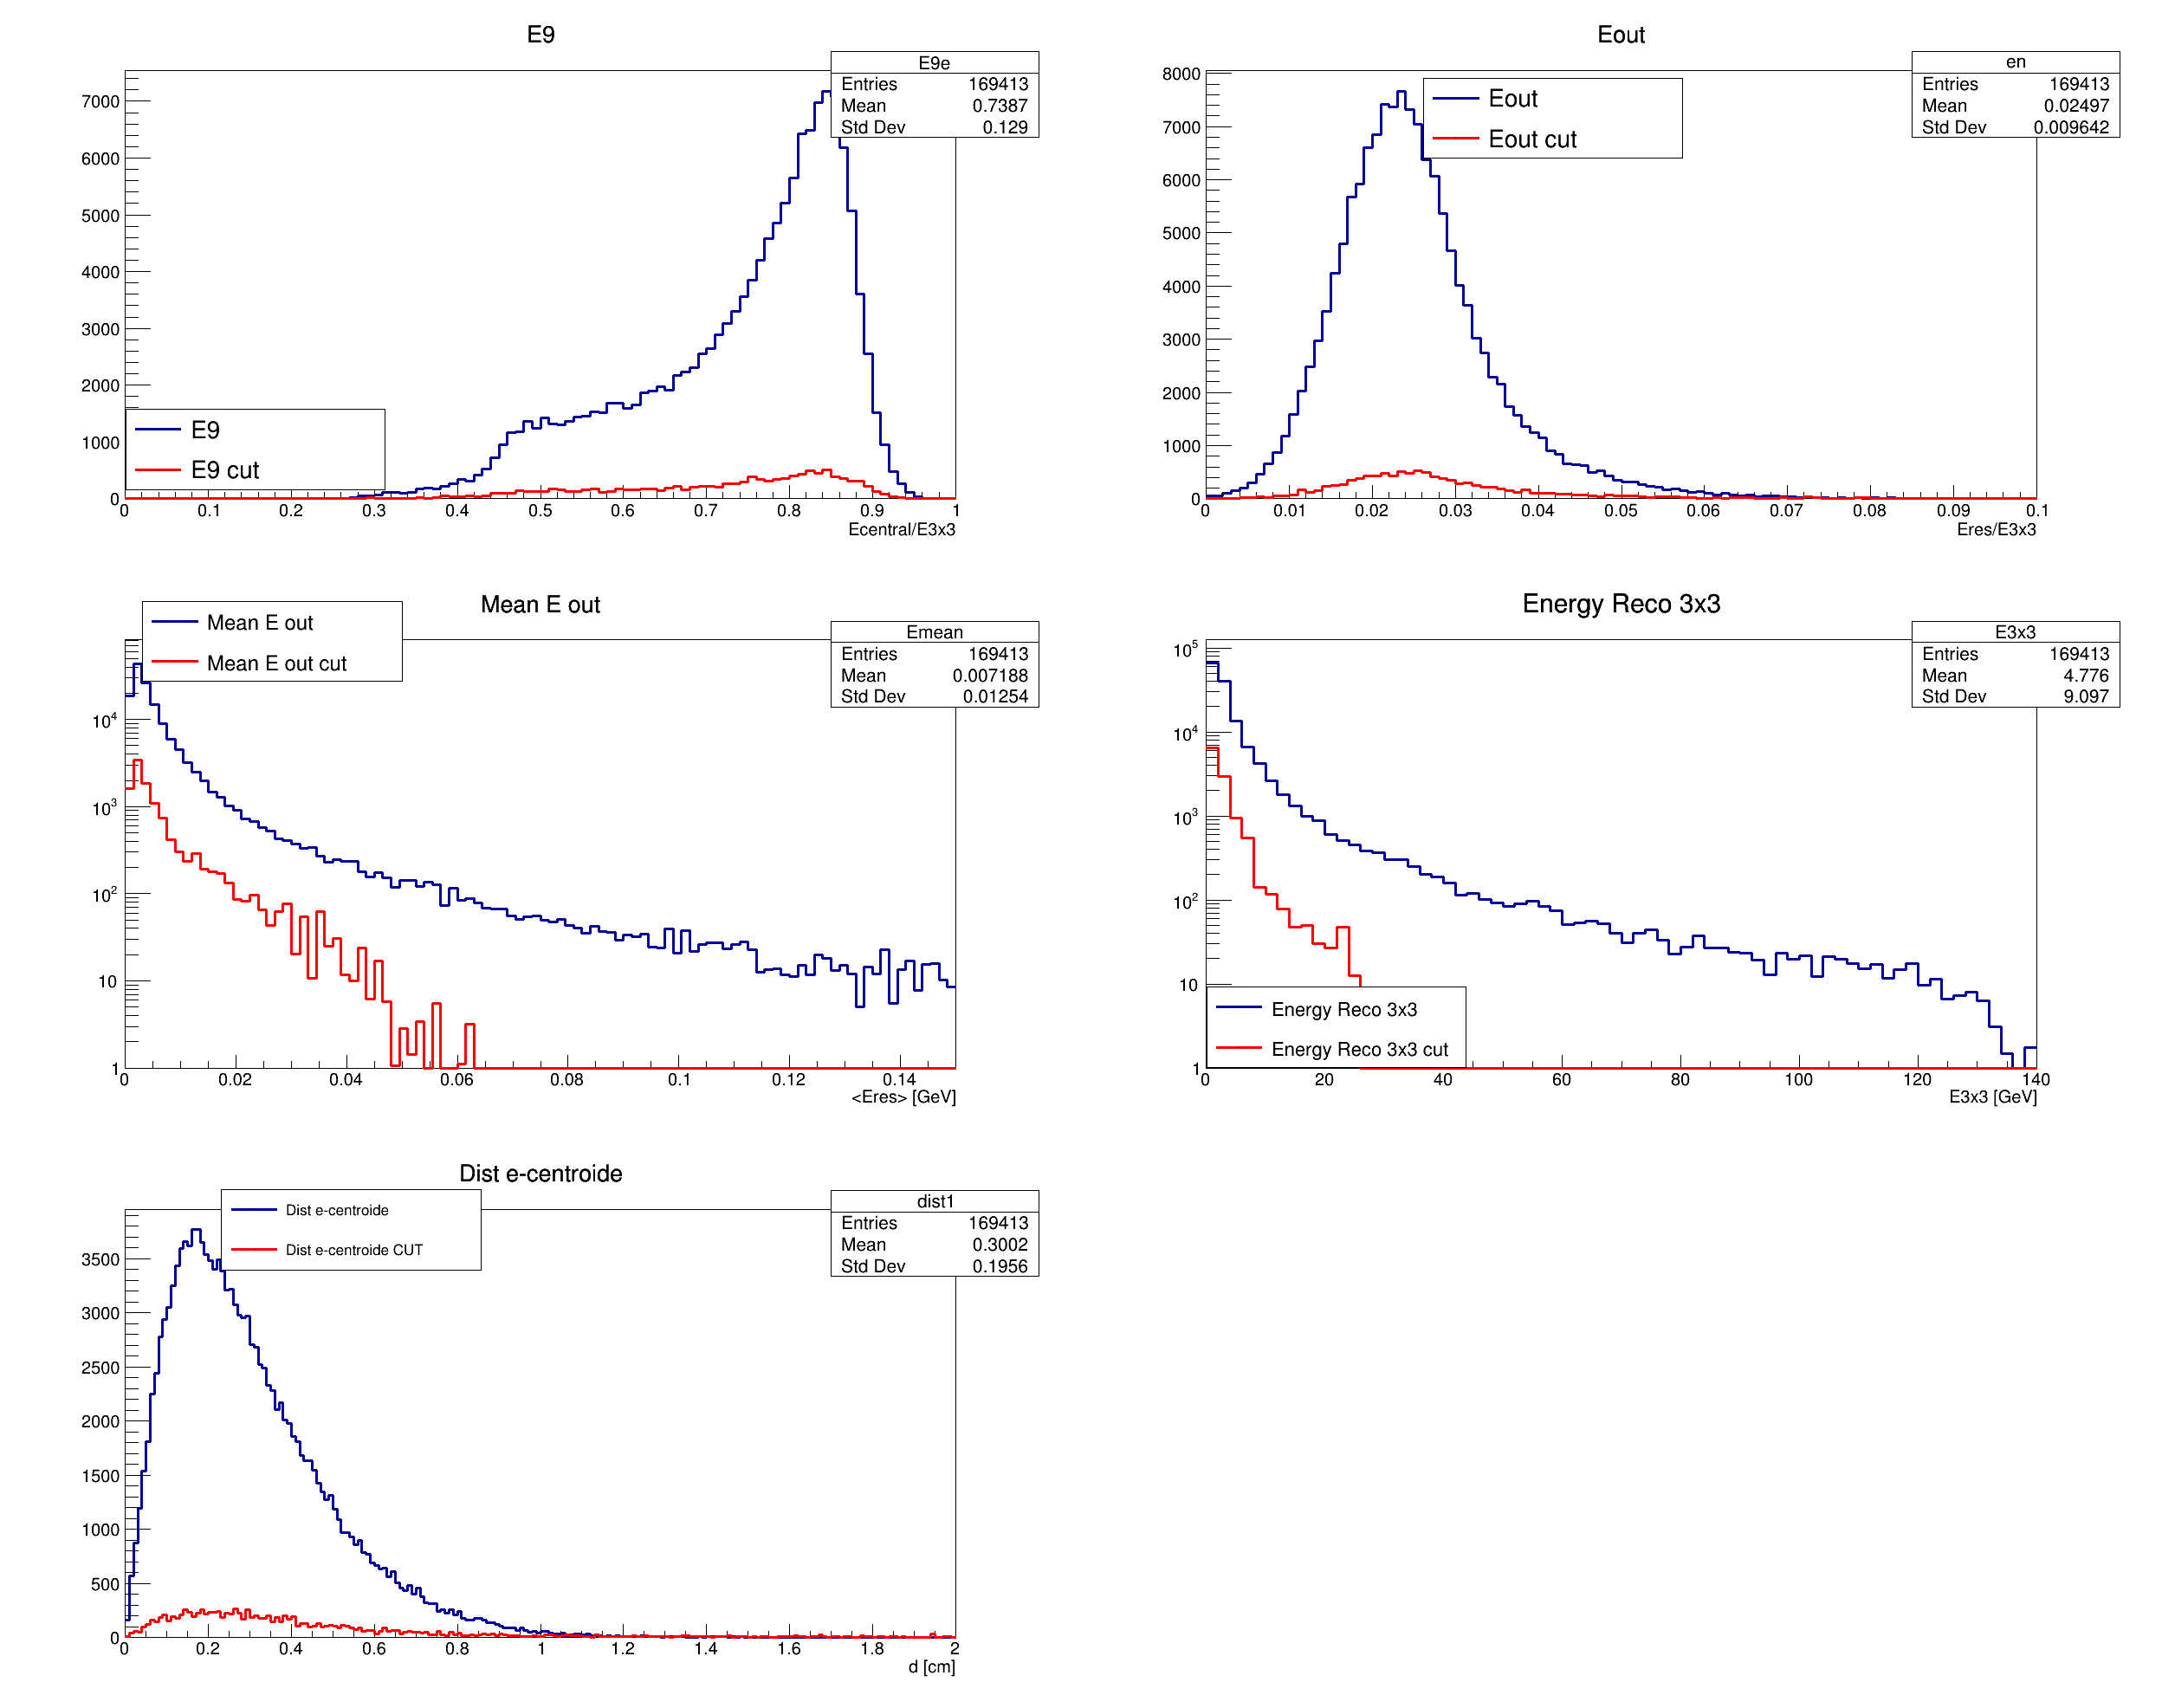 E9
E9e
Entries 169413
Mean 0.7387
Std Dev 0.129
7000
6000
5000
4000
3000
2000
1000
0
E9
E9 cut
0 0.1 0.2 0.3 0.4 0.5 0.6 0.7 0.8 0.9 1
Ecentral/E3x3
Eout
en
Entries 169413
Mean 0.02497
Std Dev 0.009642
Eout
Eout cut
8000
7000
6000
5000
4000
3000
2000
1000
0
0 0.01 0.02 0.03 0.04 0.05 0.06 0.07 0.08 0.09 0.1
Eres/E3x3
Mean E out
Mean E out
Mean E out cut
Emean
Entries 169413
Mean 0.007188
Std Dev 0.01254
10^4
10^3
10^2
10
1
0 0.02 0.04 0.06 0.08 0.1 0.12 0.14
<Eres> [GeV]
Energy Reco 3x3
E3x3
Entries 169413
Mean 4.776
Std Dev 9.097
10^5
10^4
10^3
10^2
10
1
Energy Reco 3x3
Energy Reco 3x3 cut
0 20 40 60 80 100 120 140
E3x3 [GeV]
Dist e-centroide
Dist e-centroide
Dist e-centroide CUT
dist1
Entries 169413
Mean 0.3002
Std Dev 0.1956
3500
3000
2500
2000
1500
1000
500
0
0 0.2 0.4 0.6 0.8 1 1.2 1.4 1.6 1.8 2
d [cm]